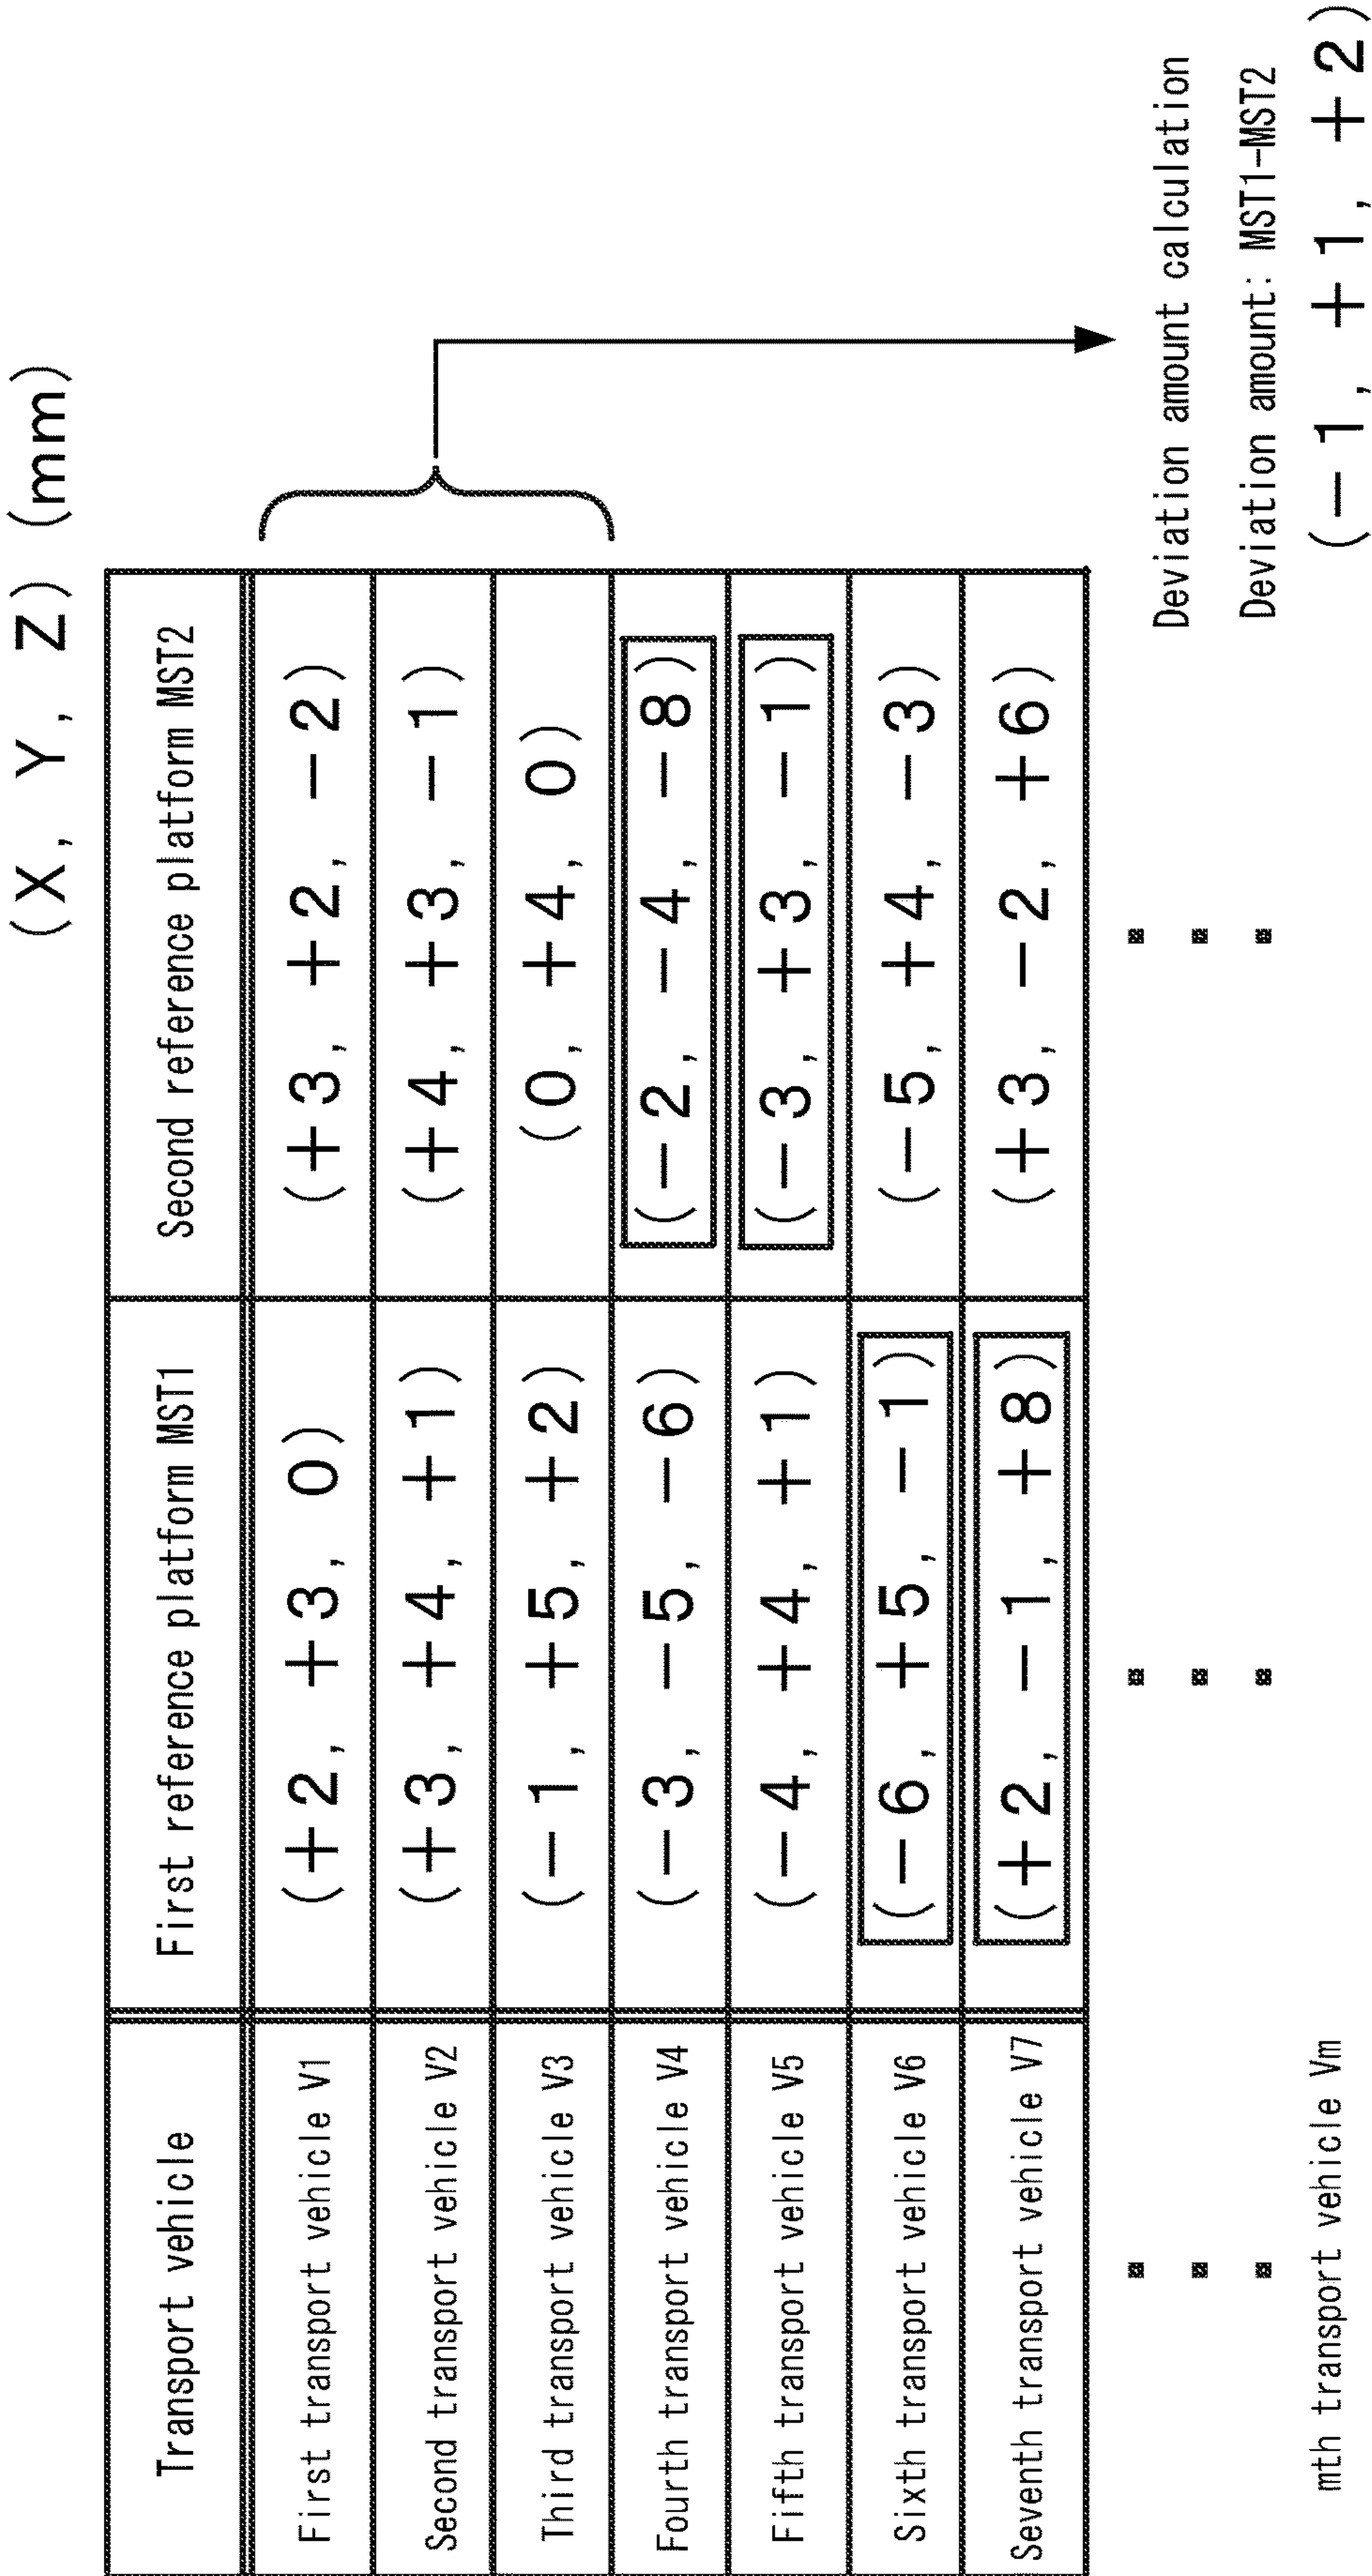 (X, Y, Z) (mm)
Transport vehicle First reference platform MST1 Second reference platform MST2
First transport vehicle V1 (+2, +3, 0) (+3, +2, -2)
Second transport vehicle V2 (+3, +4, +1) (+4, +3, -1)
Third transport vehicle V3 (-1, +5, +2) (0, +4, 0)
Fourth transport vehicle V4 (-3, -5, -6) (-2, -4, -8)
Fifth transport vehicle V5 (-4, +4, +1) (-3, +3, -1)
Sixth transport vehicle V6 (-6, +5, -1) (-5, +4, -3)
Seventh transport vehicle V7 (+2, -1, +8) (+3, -2, +6)
mth transport vehicle Vm
Deviation amount calculation
Deviation amount: MST1-MST2
(-1, +1, +2)